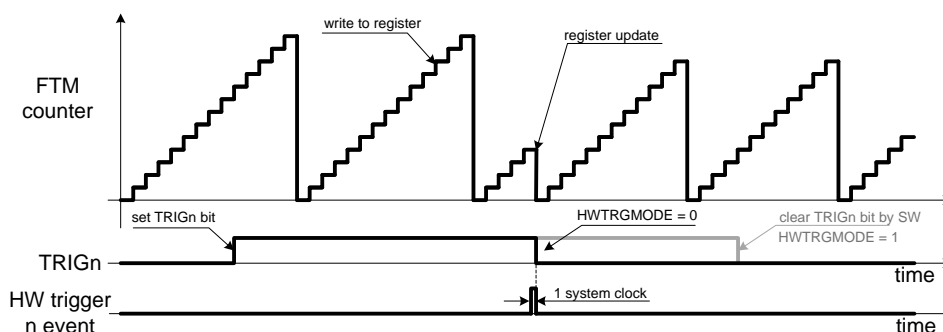 write to register
register update
FTM
counter
set TRIGn bit
HWTRGMODE = 0
clear TRIGn bit by SW
HWTRGMODE = 1
TRIGn
time
HW trigger
n event
1 system clock
time